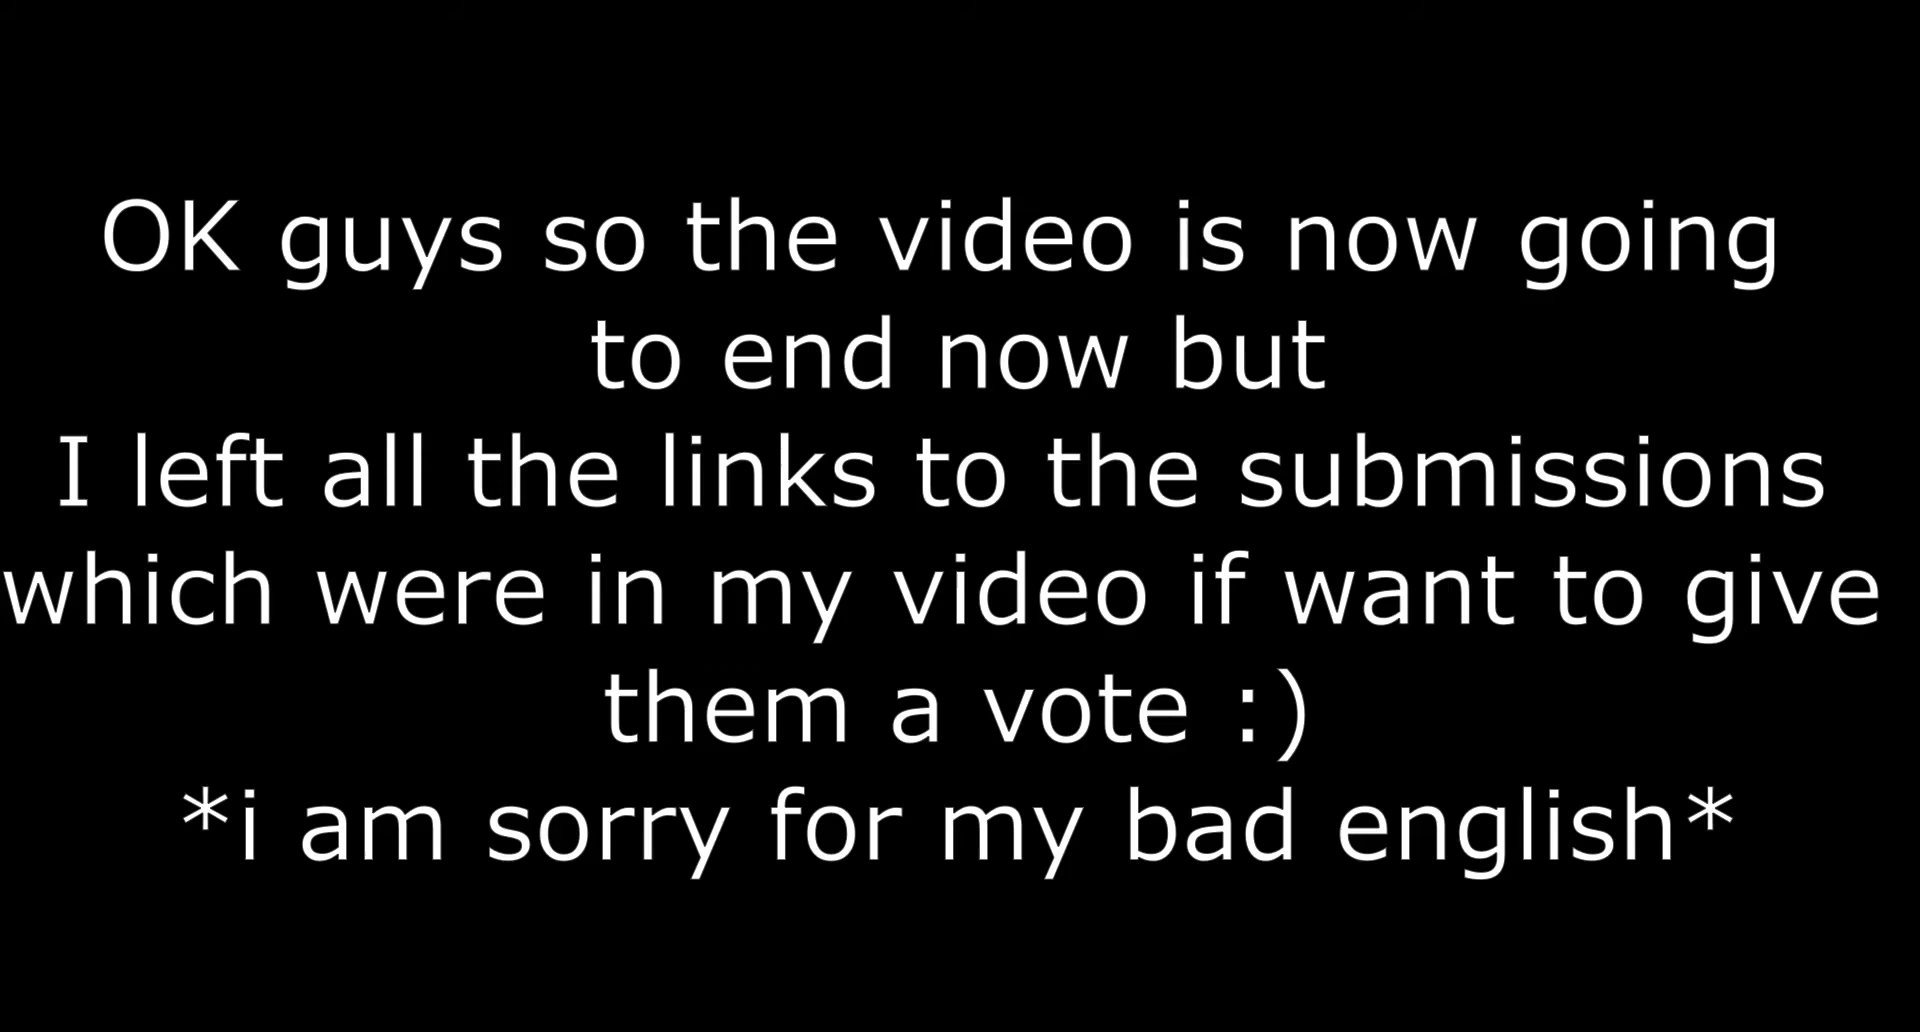 OK guys so the video is now going
to end now but
I left all the links to the submissions
which were in my video if want to give
them a vote :)
*i am sorry for my bad english*